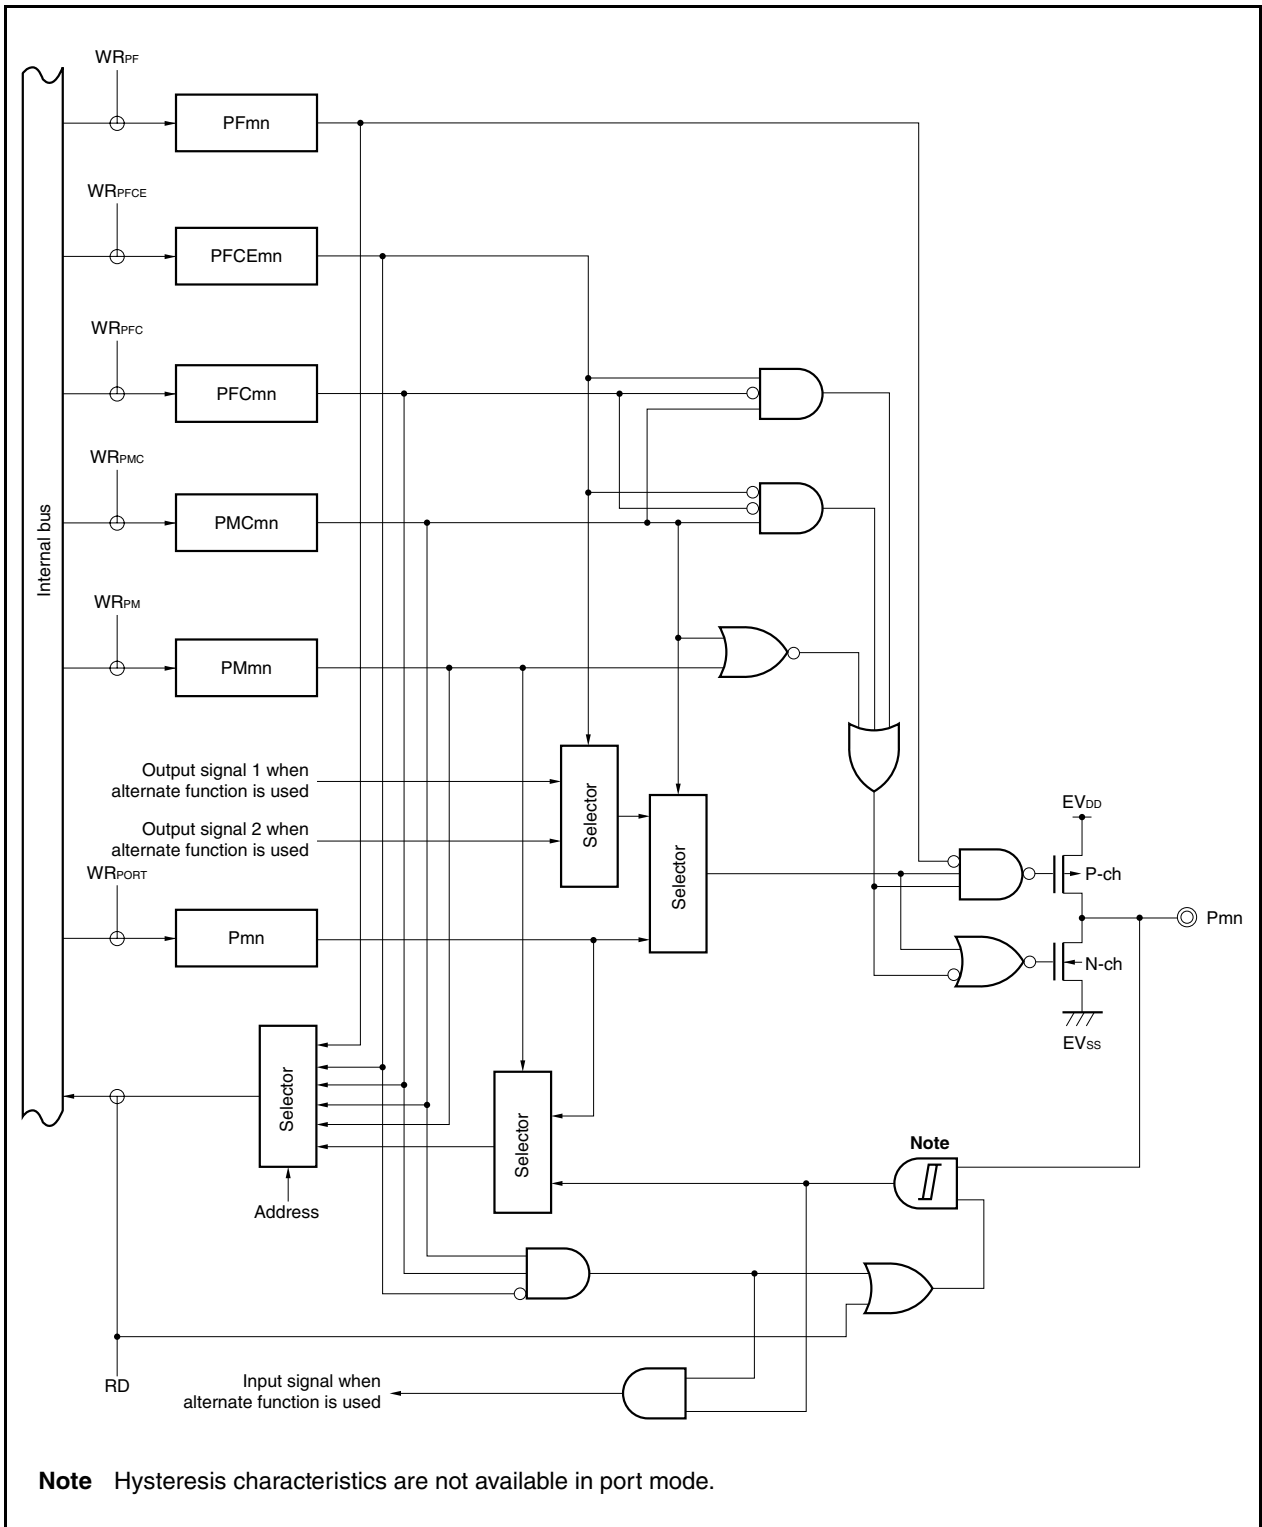 WRPF
PFmn
WRPFCE
PFCEmn
WRPFC
PFCmn
WRPMC
PMCmn
Internal bus
WRPM
PMmn
Output signal 1 when
alternate function is used
Output signal 2 when
alternate function is used
Selector
Selector
WRPORT
Pmn
EVDD
P-ch
Pmn
N-ch
EVSS
Selector
Address
Selector
Note
RD
Input signal when
alternate function is used
Note Hysteresis characteristics are not available in port mode.